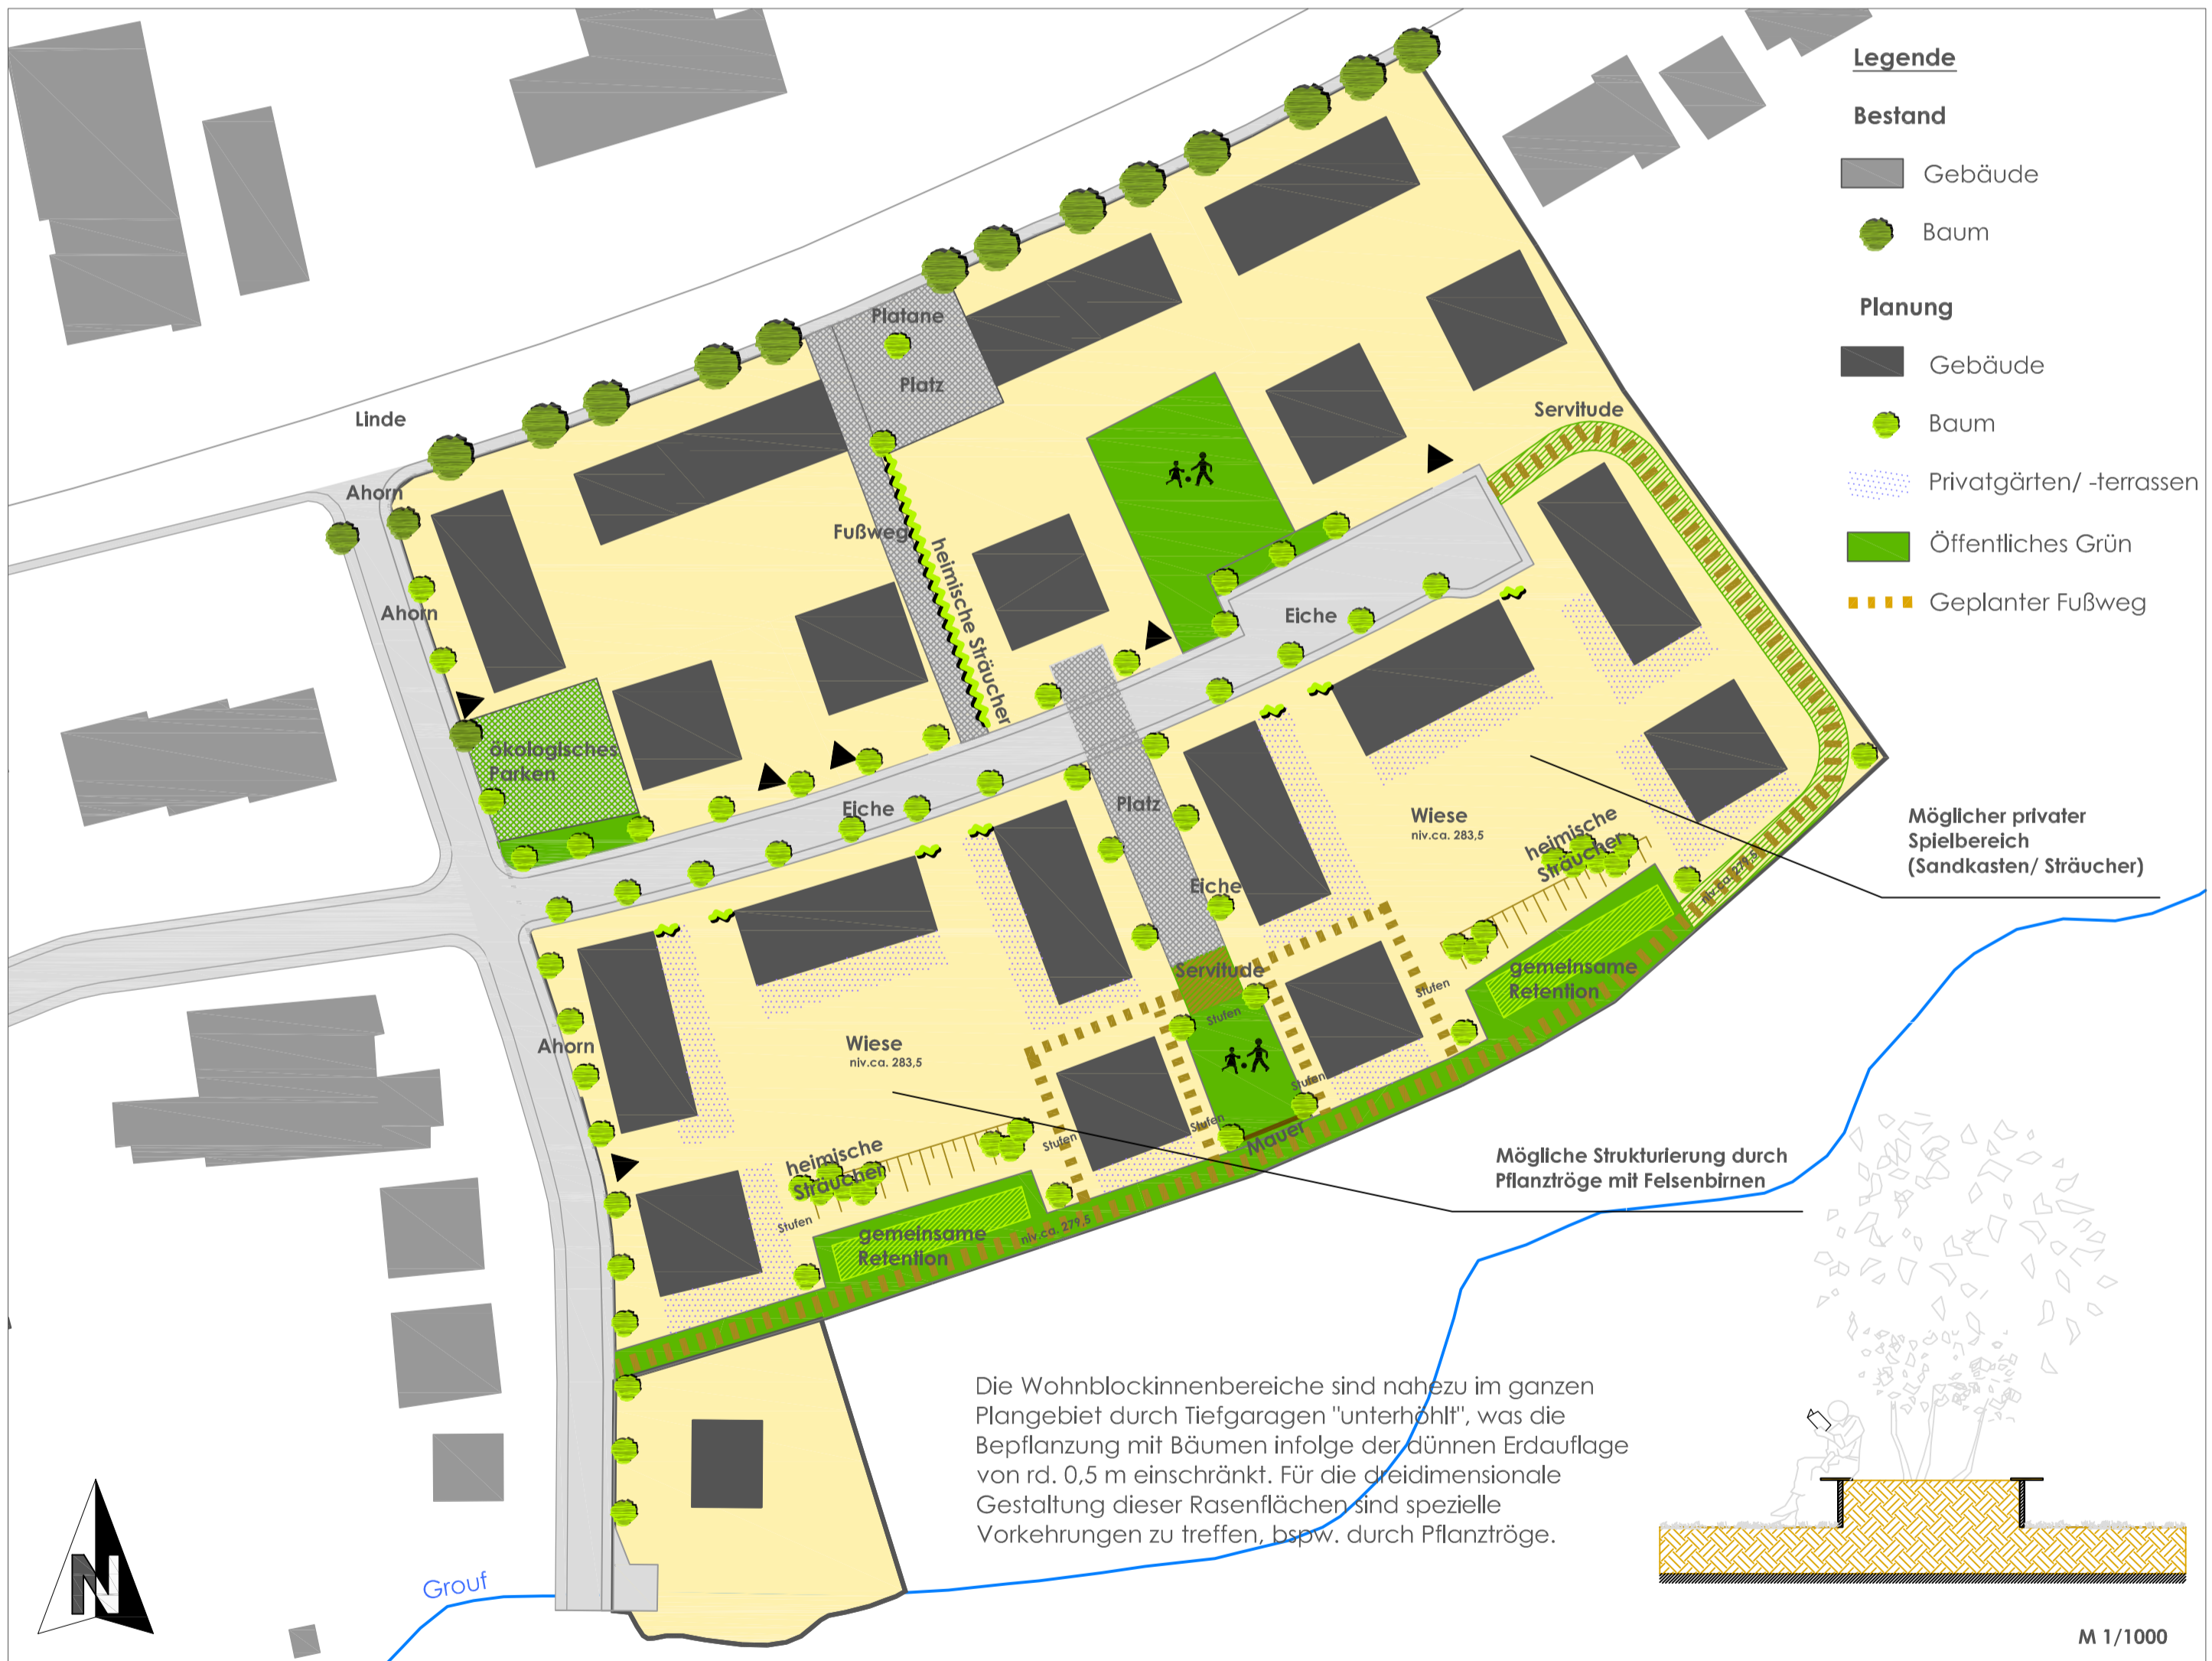 Legende
Bestand
Gebäude
Baum
Planung
Gebäude
Baum
Privatgärten/ -terrassen
Öffentliches Grün
Geplanter Fußweg
Platane
Platz
Linde
Ahorn
Ahorn
Fußweg
heimische Sträucher
Servitude
Eiche
ökologisches
Parken
Eiche
Platz
Eiche
Wiese
niv.ca. 283,5
heimische
Sträucher
niv.ca. 279,5
Möglicher privater
Spielbereich
(Sandkasten/ Sträucher)
Servitude
Stufen
Stufen
gemeinsame
Retention
Ahorn
Wiese
niv.ca. 283,5
Stufen
Stufen
Stufen
Mauer
heimische
Sträucher
Stufen
gemeinsame
Retention
niv.ca. 279,5
Mögliche Strukturierung durch
Pflanztröge mit Felsenbirnen
Die Wohnblockinnenbereiche sind nahezu im ganzen
Plangebiet durch Tiefgaragen "unterhöhlt", was die
Bepflanzung mit Bäumen infolge der dünnen Erdauflage
von rd. 0,5 m einschränkt. Für die dreidimensionale
Gestaltung dieser Rasenflächen sind spezielle
Vorkehrungen zu treffen, bspw. durch Pflanztröge.
Grouf
N
M 1/1000